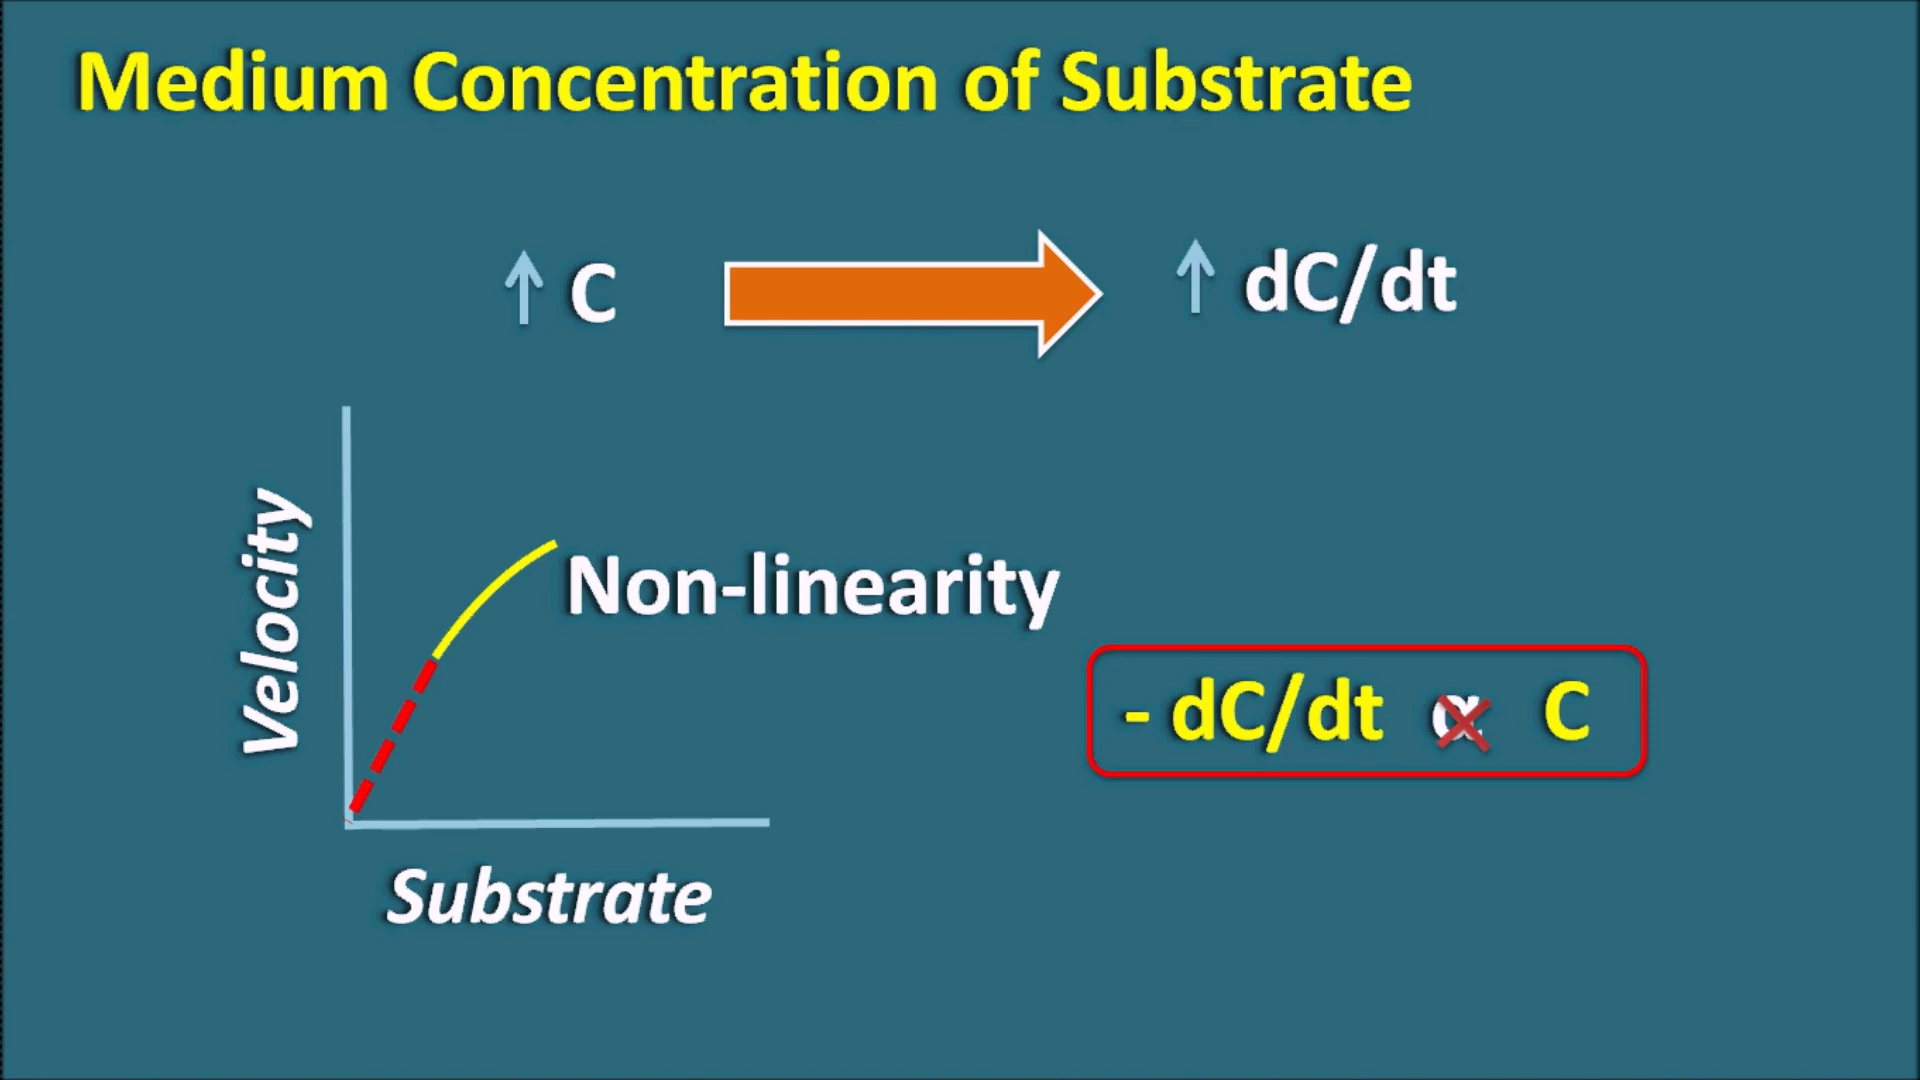 Medium Concentration of Substrate
↑ C
↑ dC/dt
Velocity
Non-linearity
- dC/dt α C
Substrate